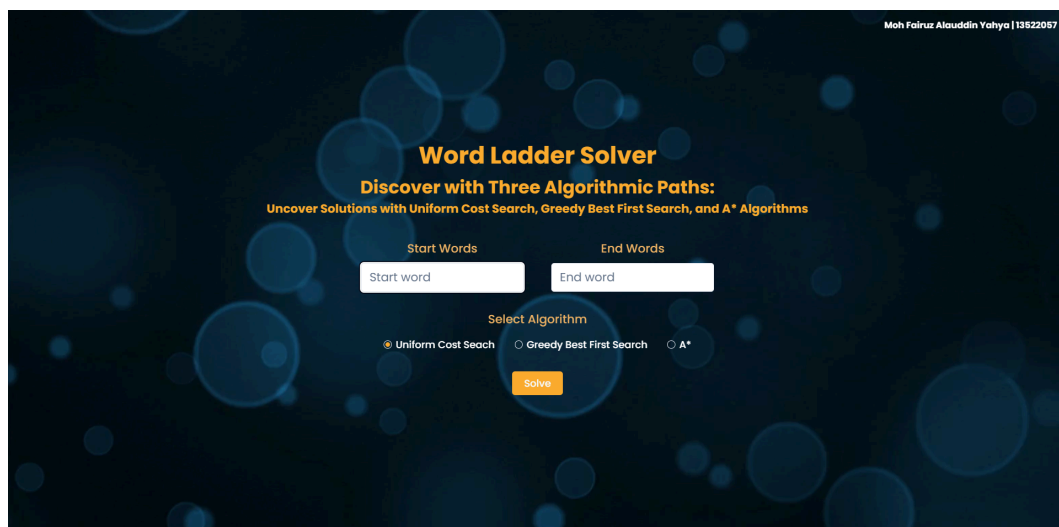 Moh Fairuz Alauddin Yahya | 13522057
Word Ladder Solver
Discover with Three Algorithmic Paths:
Uncover Solutions with Uniform Cost Search, Greedy Best First Search, and A* Algorithms
Start Words End Words
Start word End word
Select Algorithm
Uniform Cost Seach Greedy Best First Search A*
Solve